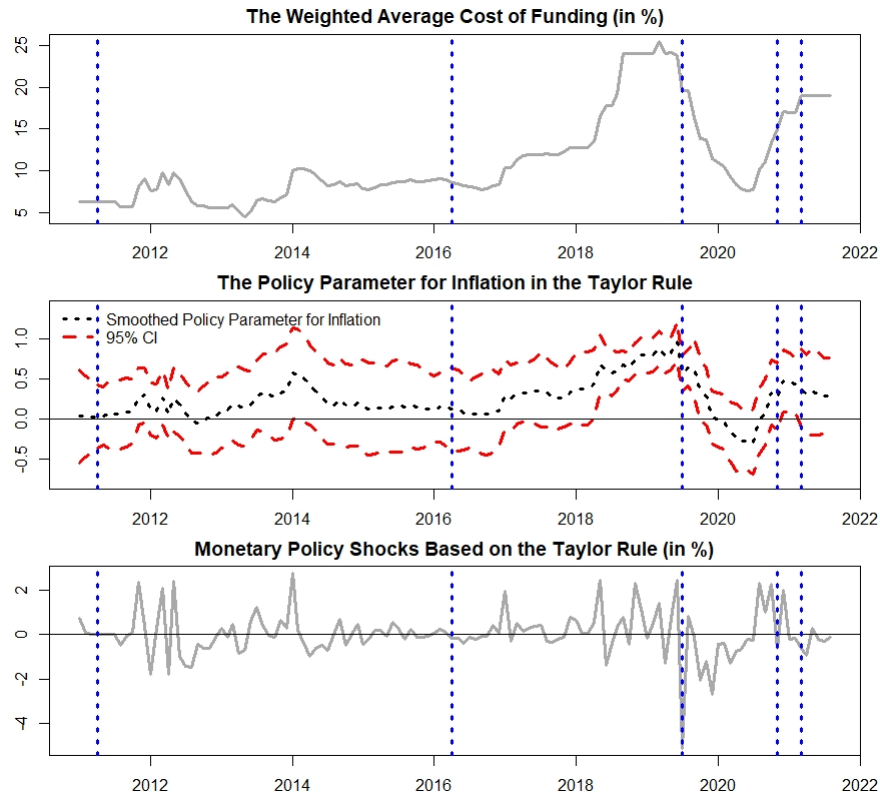 The Weighted Average Cost of Funding (in %)
25
20
15
10
5
2012 2014 2016 2018 2020 2022
The Policy Parameter for Inflation in the Taylor Rule
Smoothed Policy Parameter for Inflation
95% CI
1.0
0.5
0.0
-0.5
2012 2014 2016 2018 2020 2022
Monetary Policy Shocks Based on the Taylor Rule (in %)
2
0
-2
-4
2012 2014 2016 2018 2020 2022